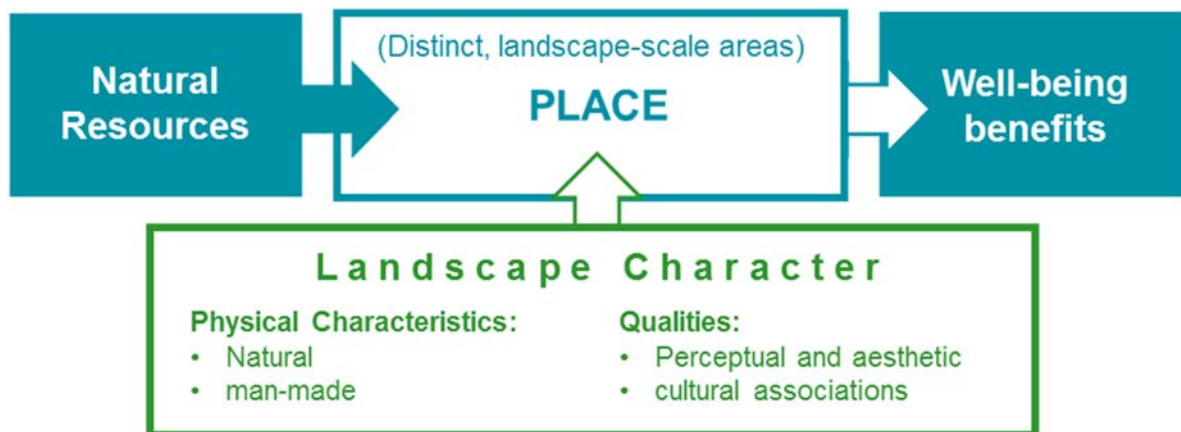 Natural
Resources
(Distinct, landscape-scale areas)
PLACE
Well-being
benefits
Landscape Character
Physical Characteristics:
• Natural
• man-made
Qualities:
• Perceptual and aesthetic
• cultural associations